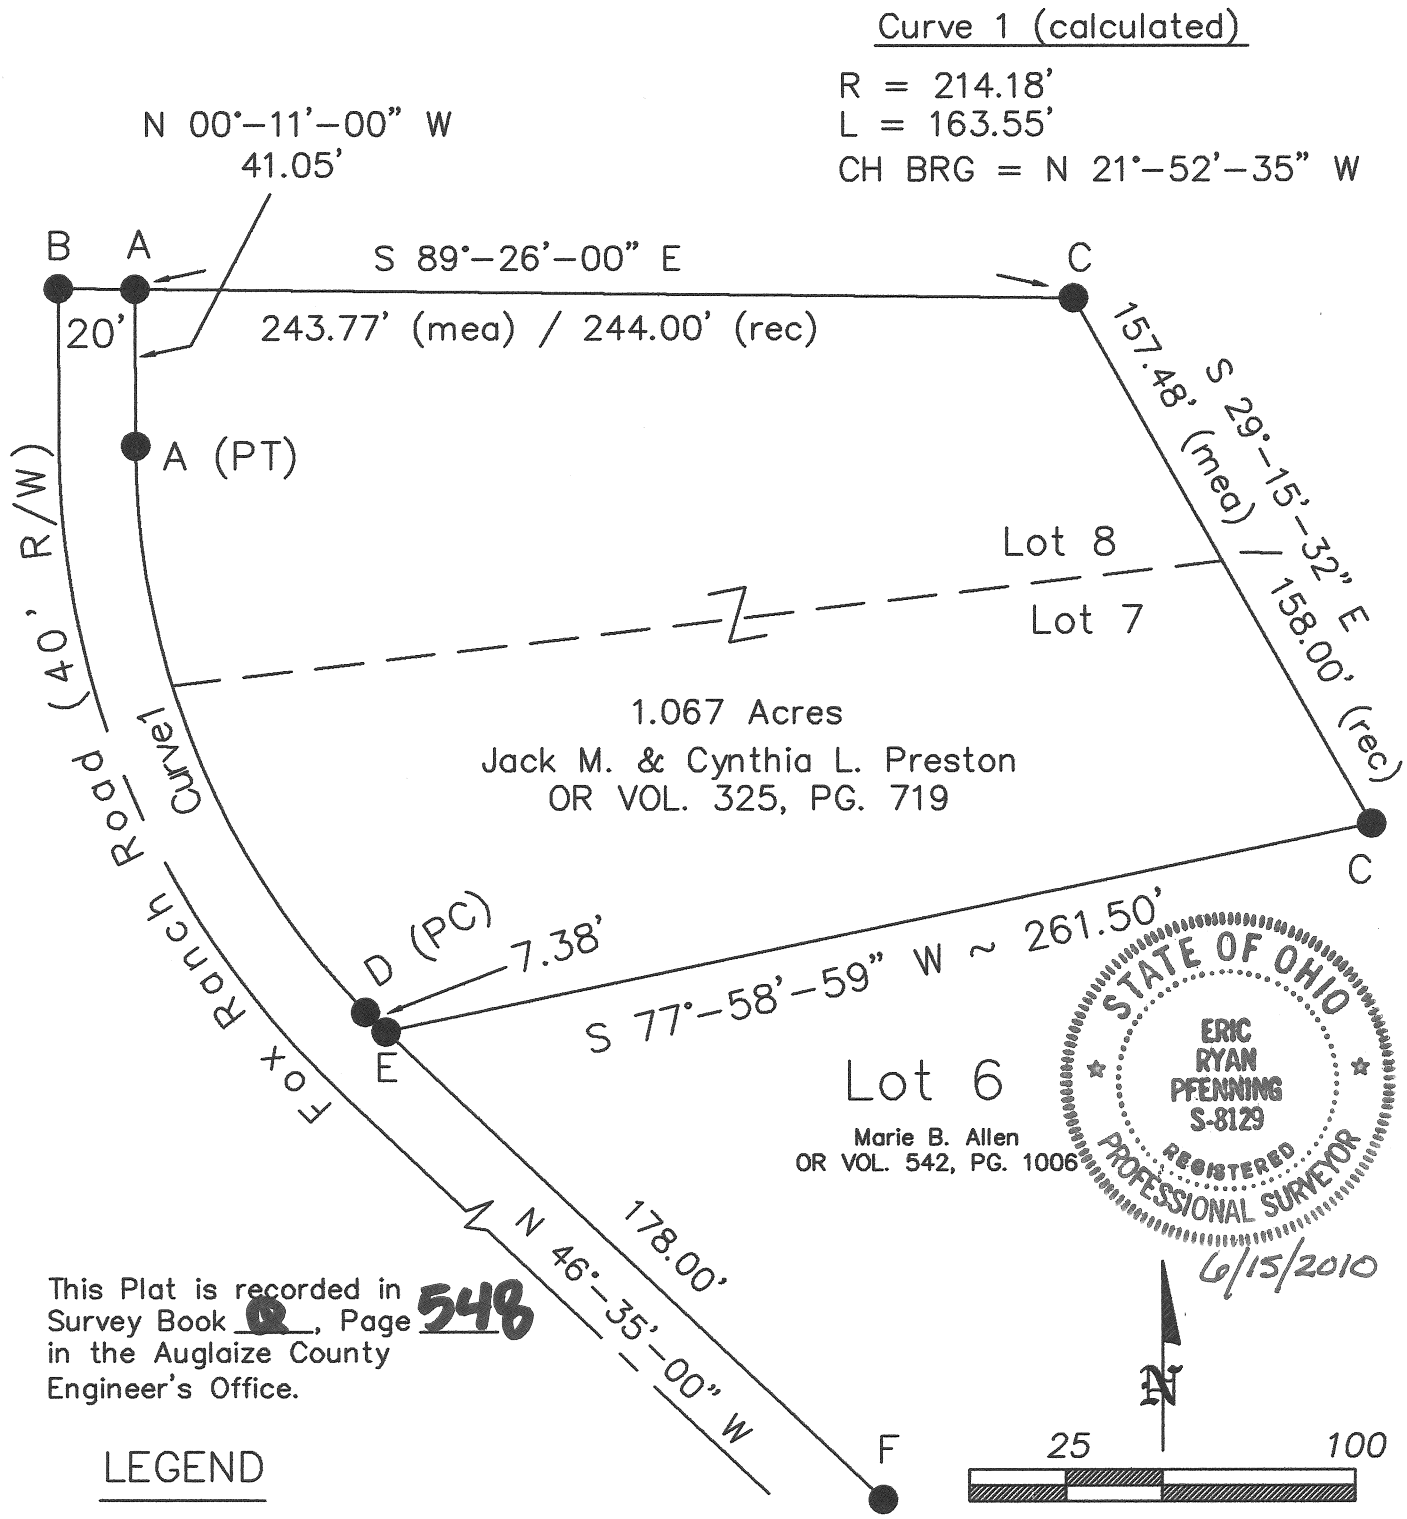 Curve 1 (calculated)
R = 214.18'
L = 163.55'
CH BRG = N 21°-52'-35" W
N 00°-11'-00" W
41.05'
B
A
S 89°-26'-00" E
C
20'
243.77' (mea) / 244.00' (rec)
S 29°-15'-32" E
157.48' (mea) / 158.00' (rec)
A (PT)
Lot 8
Lot 7
Curve1
Fox Ranch Road (40' R/W)
1.067 Acres
Jack M. & Cynthia L. Preston
OR VOL. 325, PG. 719
C
D (PC)
7.38'
E
S 77°-58'-59" W ~ 261.50'
Lot 6
Marie B. Allen
OR VOL. 542, PG. 1006
STATE OF OHIO
ERIC
RYAN
PFENNING
S-8129
REGISTERED
PROFESSIONAL SURVEYOR
6/15/2010
178.00'
N 46°-35'-00" W
This Plat is recorded in
Survey Book Q, Page 548
in the Auglaize County
Engineer's Office.
N
F
25 100
LEGEND